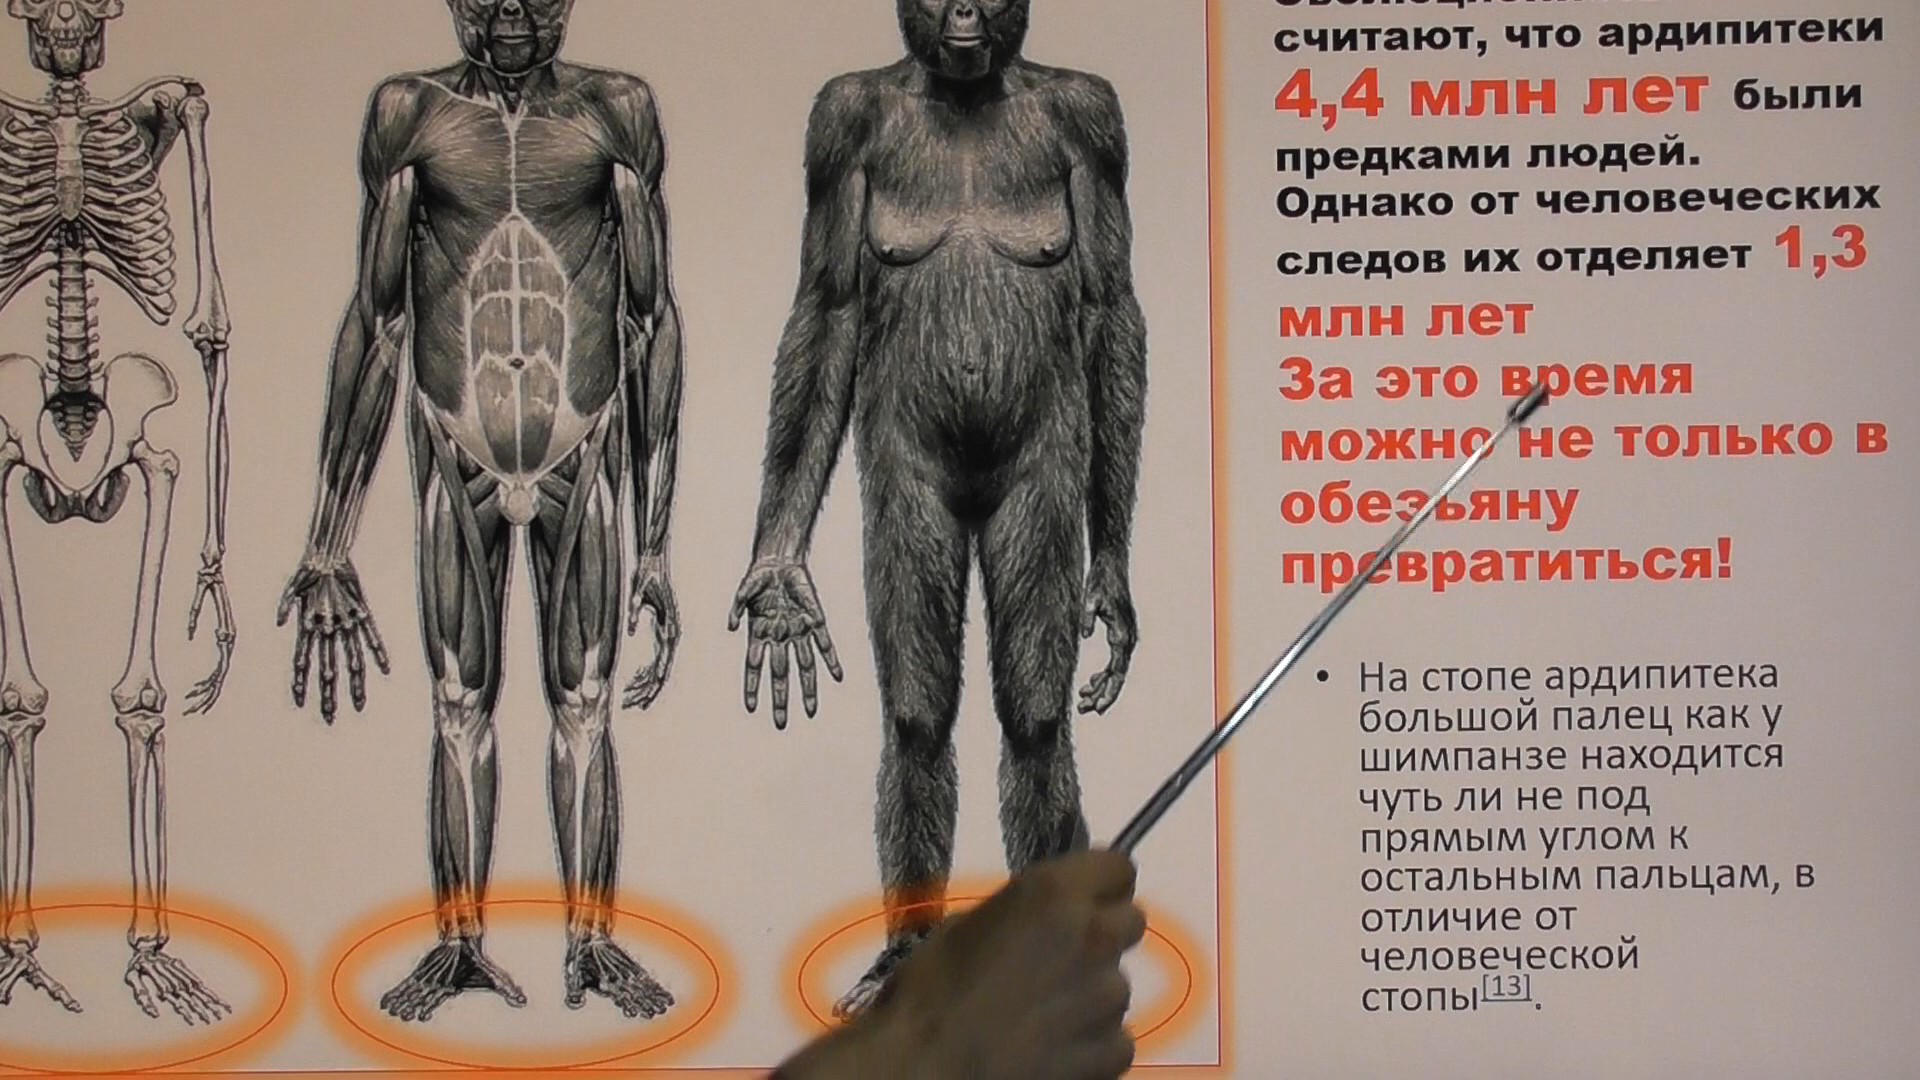 считают, что ардипитеки
4,4 млн лет были
предками людей.
Однако от человеческих
следов их отделяет 1,3
млн лет
За это время
можно не только в
обезьяну
превратиться!
• На стопе ардипитека
большой палец как у
шимпанзе находится
чуть ли не под
прямым углом к
остальным пальцам, в
отличие от
человеческой
стопы[13].